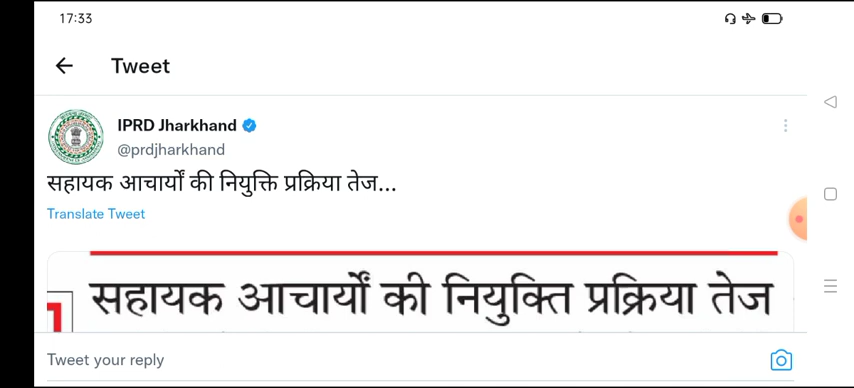 17:33
Tweet
IPRD Jharkhand
@prdjharkhand
सहायक आचार्यों की नियुक्ति प्रक्रिया तेज...
Translate Tweet
सहायक आचार्यों की नियुक्ति प्रक्रिया तेज
Tweet your reply